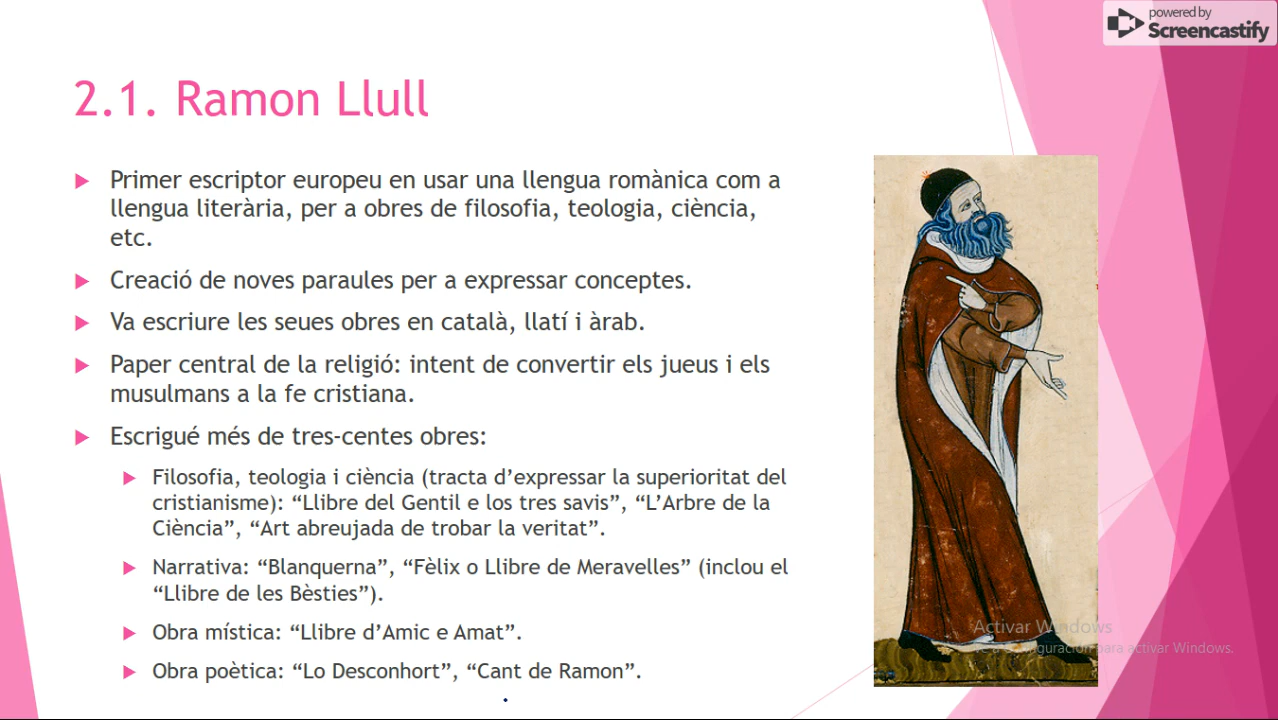 powered by
Screencastify
2.1. Ramon Llull
Primer escriptor europeu en usar una llengua romànica com a
llengua literària, per a obres de filosofia, teologia, ciència,
etc.
Creació de noves paraules per a expressar conceptes.
Va escriure les seues obres en català, llatí i àrab.
Paper central de la religió: intent de convertir els jueus i els
musulmans a la fe cristiana.
Escrigué més de tres-centes obres:
Filosofia, teologia i ciència (tracta d’expressar la superioritat del
cristianisme): “Llibre del Gentil e los tres savis”, “L’Arbre de la
Ciència”, “Art abreujada de trobar la veritat”.
Narrativa: “Blanquerna”, “Fèlix o Llibre de Meravelles” (inclou el
“Llibre de les Bèsties”).
Obra mística: “Llibre d’Amic e Amat”.
Obra poètica: “Lo Desconhort”, “Cant de Ramon”.
Activar Windows
Ve a Configuración para activar Windows.